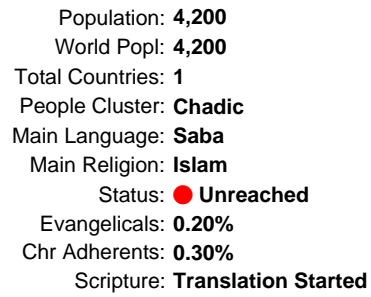 Population: 4,200
World Popl: 4,200
Total Countries: 1
People Cluster: Chadic
Main Language: Saba
Main Religion: Islam
Status: Unreached
Evangelicals: 0.20%
Chr Adherents: 0.30%
Scripture: Translation Started